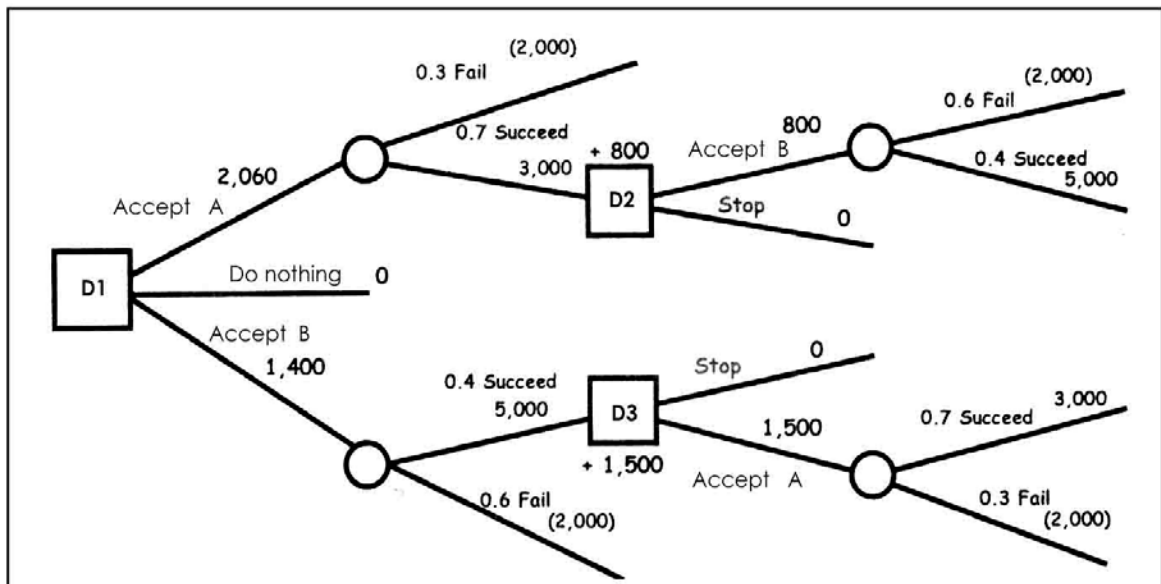 (2,000)
0.3 Fail
0.7 Succeed
3,000
+ 800
D2
Accept B
800
(2,000)
0.6 Fail
0.4 Succeed
5,000
Stop
0
2,060
Accept A
D1
Do nothing
0
Accept B
1,400
0.4 Succeed
5,000
D3
+ 1,500
Stop
0
1,500
Accept A
0.7 Succeed
3,000
0.3 Fail
(2,000)
0.6 Fail
(2,000)